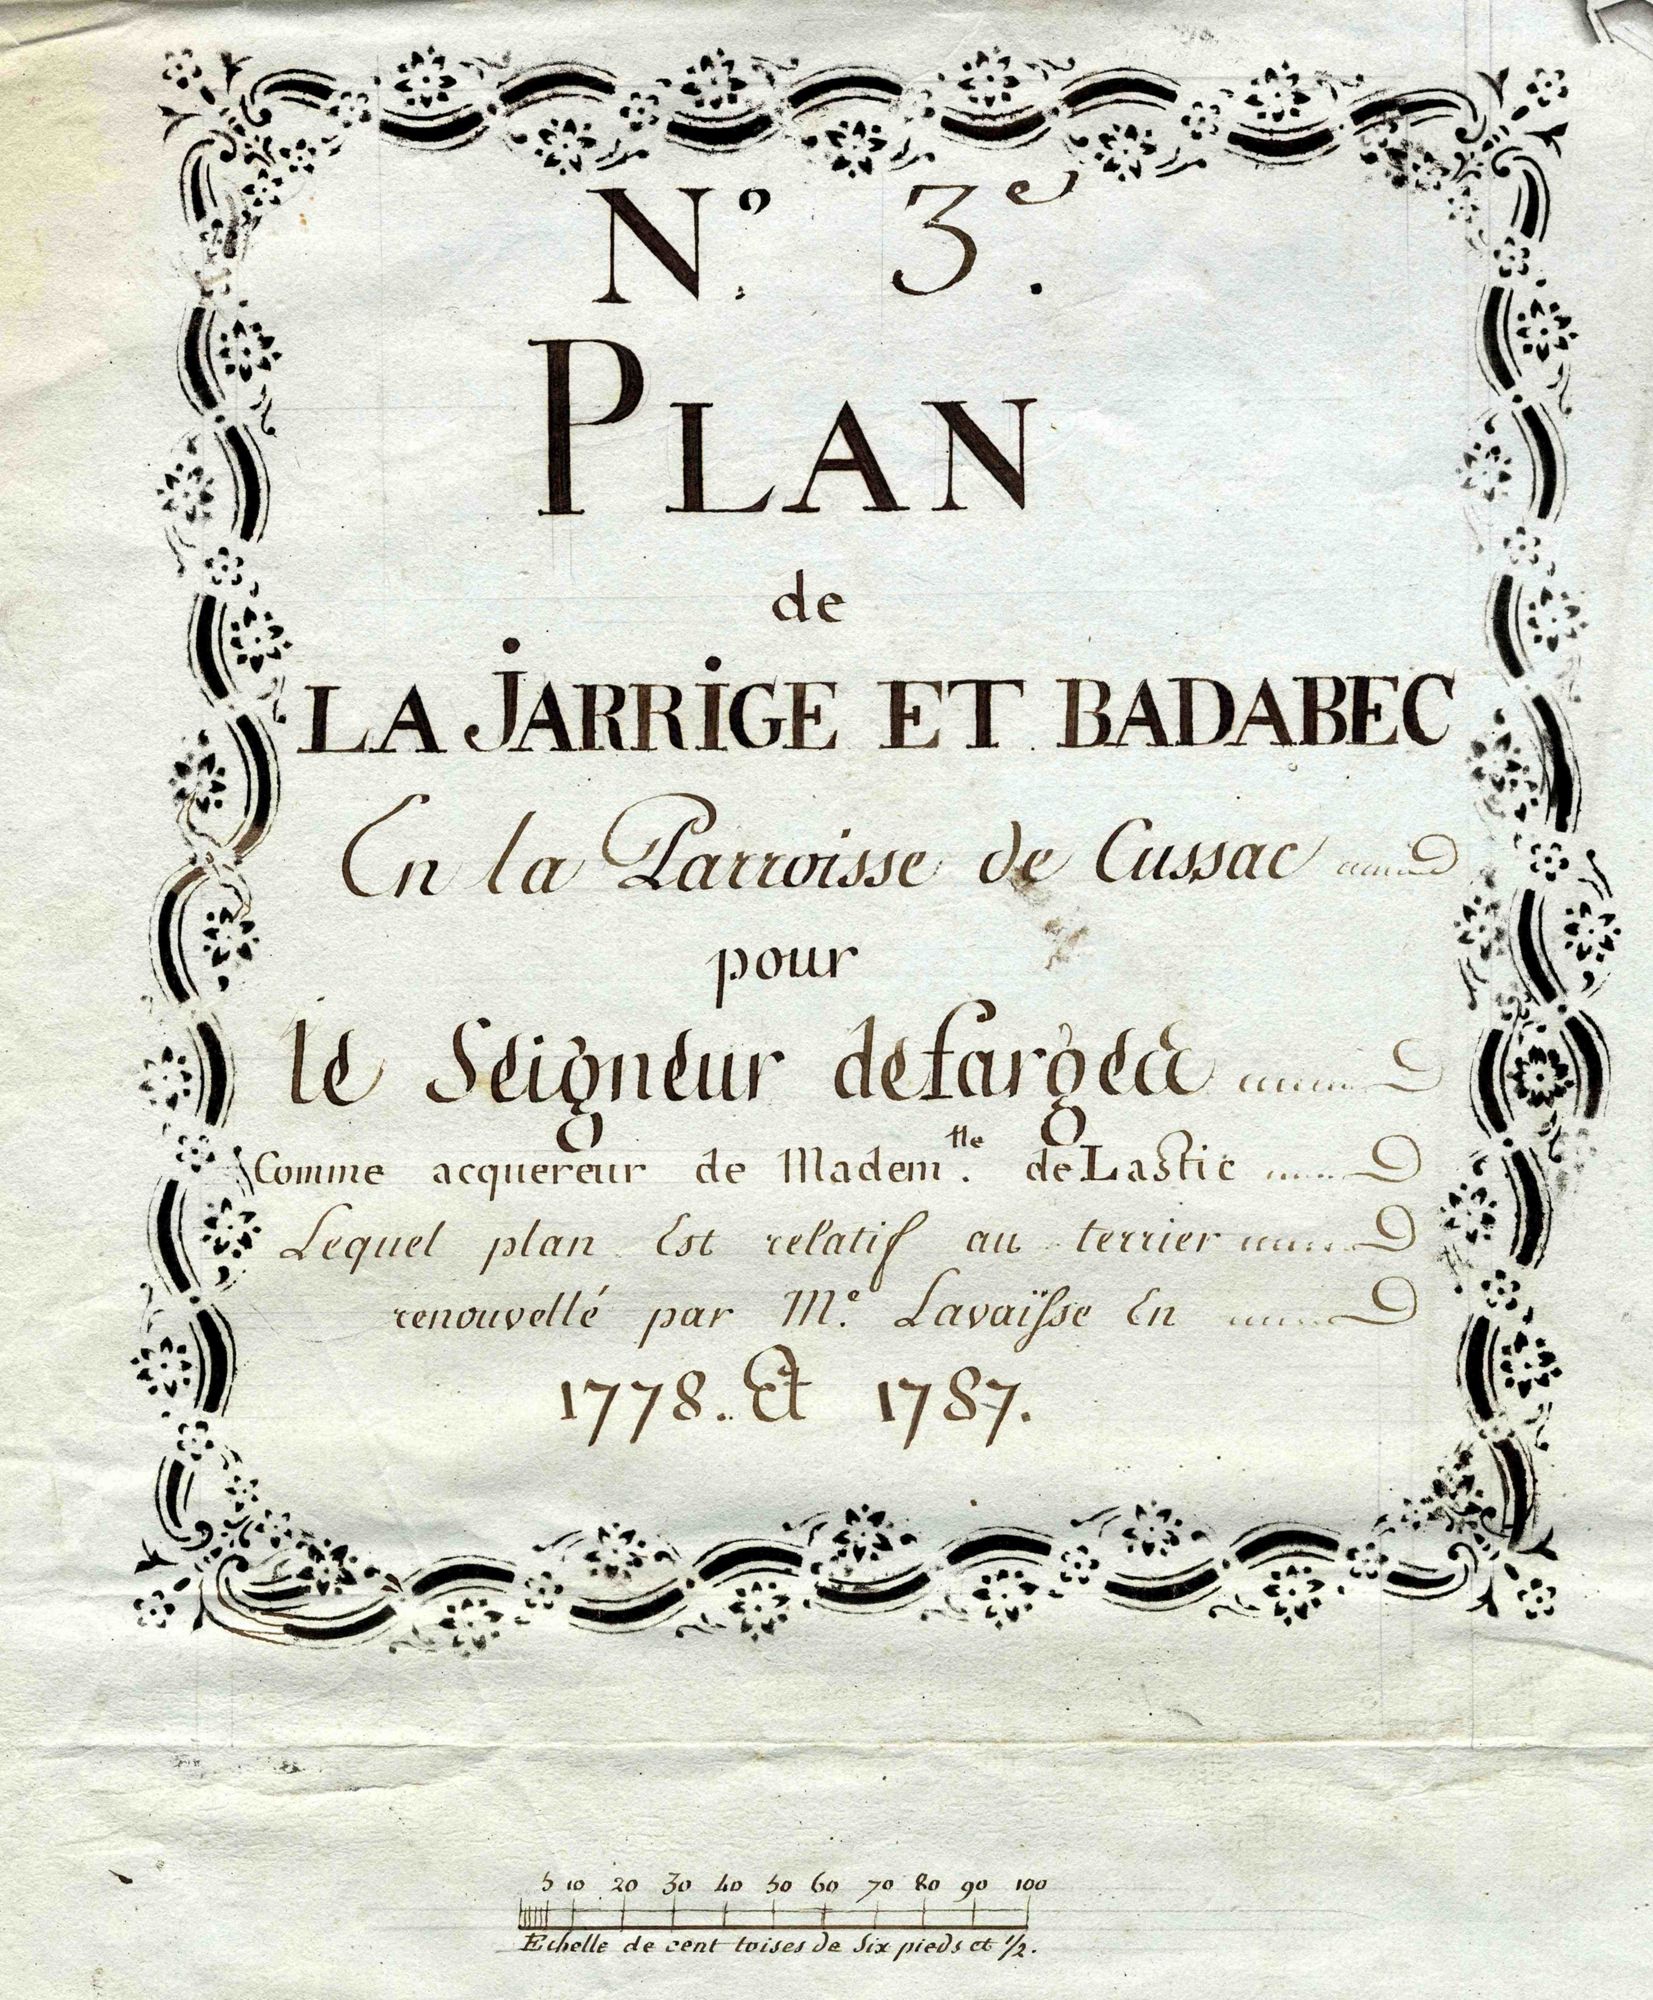 N.º 3.e
PLAN
de
LA JARRIGE ET BADABEC
En la Parroisse de Cussac
pour
le Seigneur defargeä
Comme acquereur de Madem.lle de Lastic
Lequel plan Est relatif au terrier
renouvellé par M.e Lavaïsse En
1778. Et 1787.
5 10 20 30 40 50 60 70 80 90 100
Echelle de cent toises de Six pieds et 1/2.